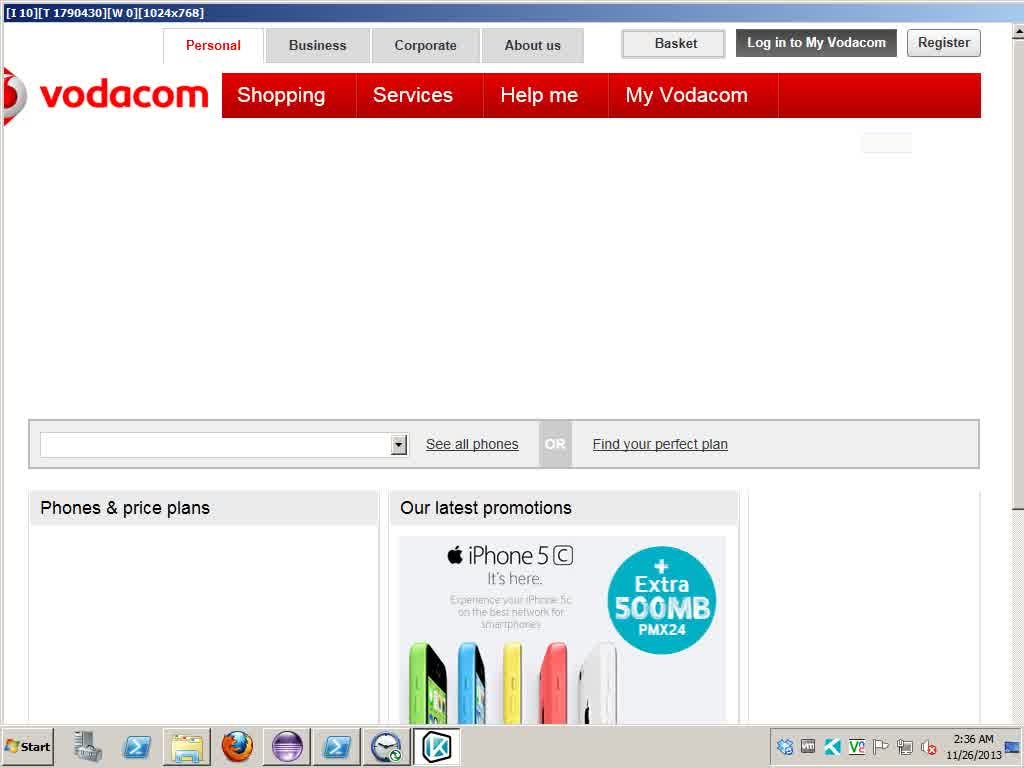 [I 10][T 1790430][W 0][1024x768]
Personal Business Corporate About us Basket Log in to My Vodacom Register
vodacom Shopping Services Help me My Vodacom
See all phones OR Find your perfect plan
Phones & price plans
Our latest promotions
iPhone 5 C
It's here.
Experience your iPhone 5c
on the best network for
smartphones
+
Extra
500MB
PMX24
Start
2:36 AM
11/26/2013